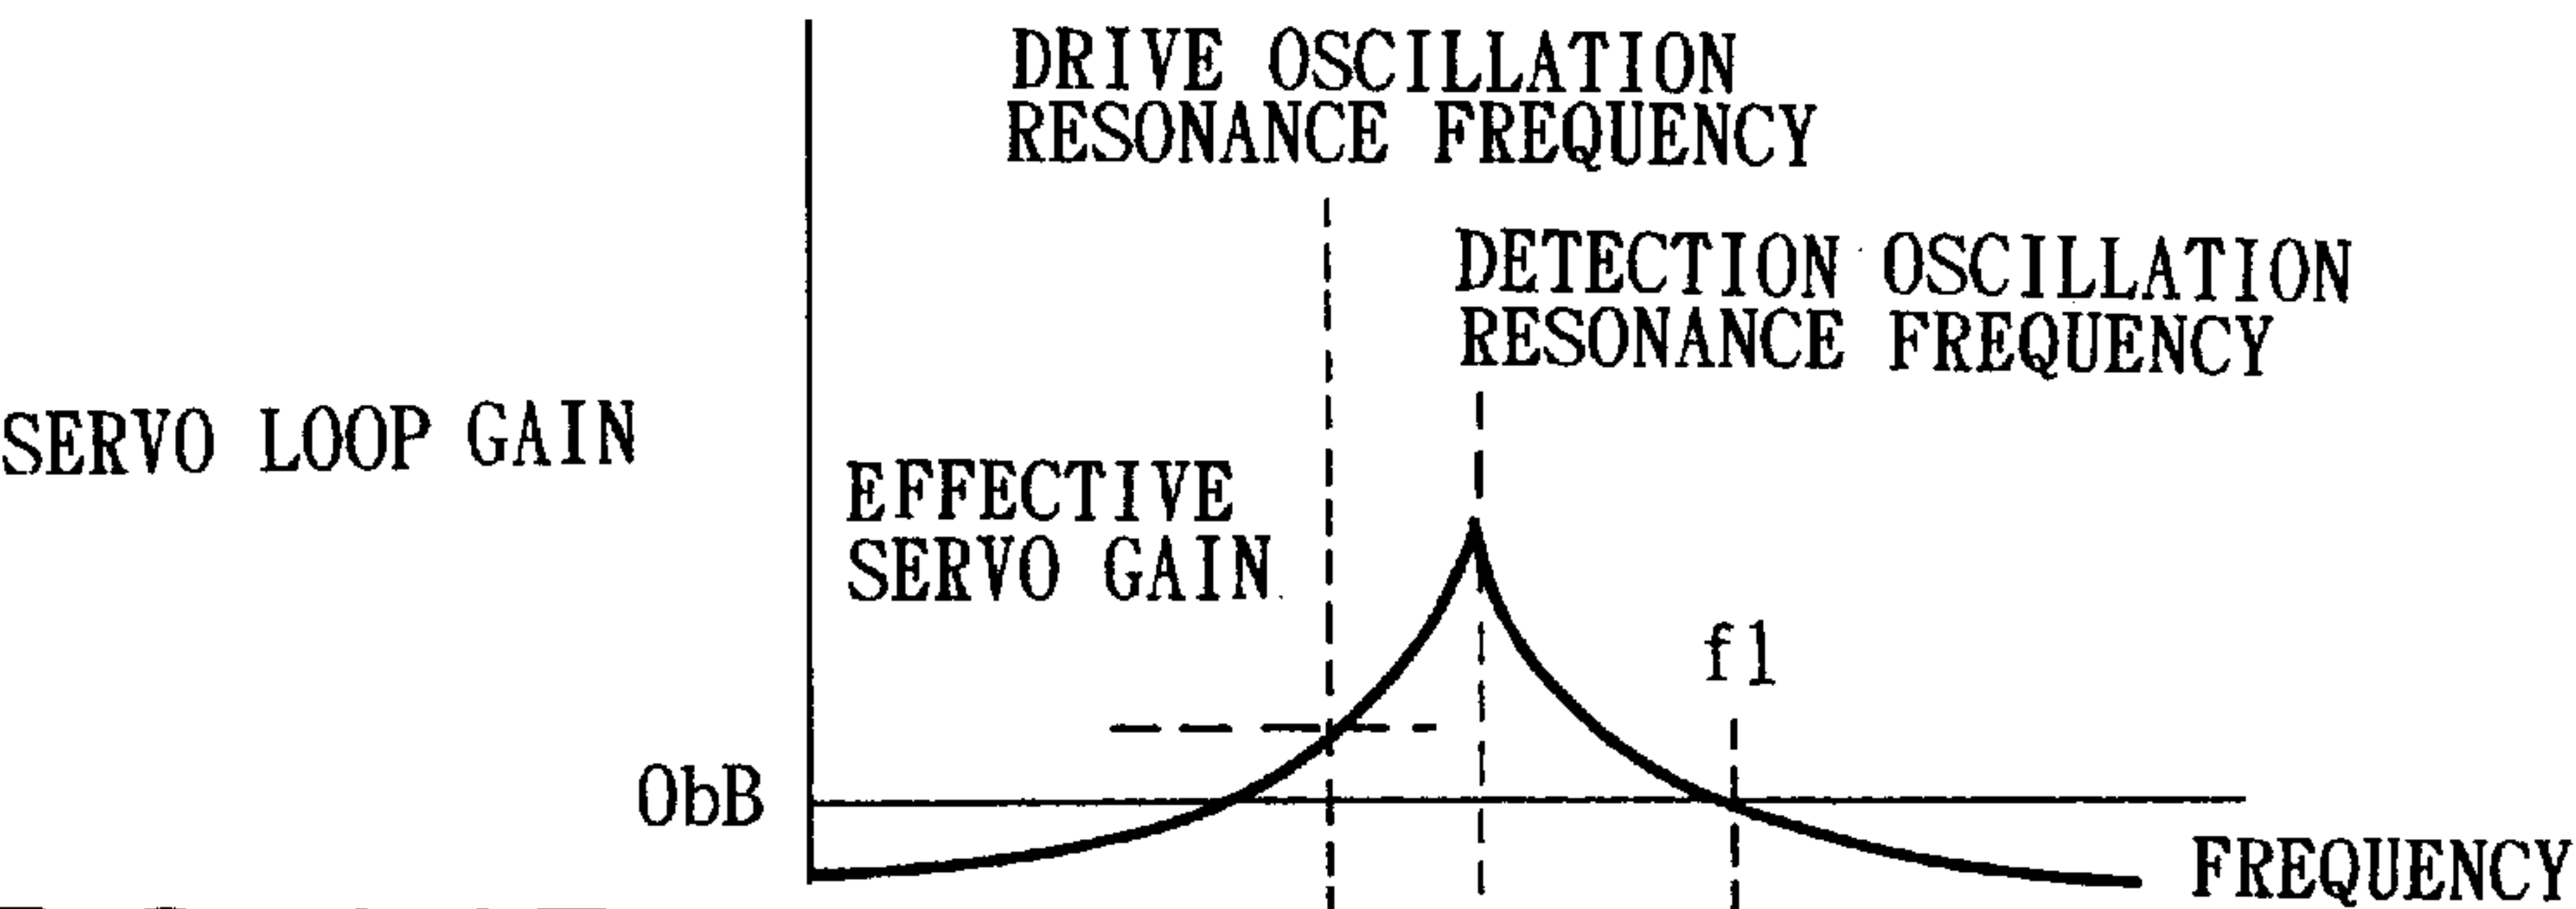 DRIVE OSCILLATION
RESONANCE FREQUENCY
DETECTION OSCILLATION
RESONANCE FREQUENCY
SERVO LOOP GAIN
EFFECTIVE
SERVO GAIN
f1
0bB
FREQUENCY